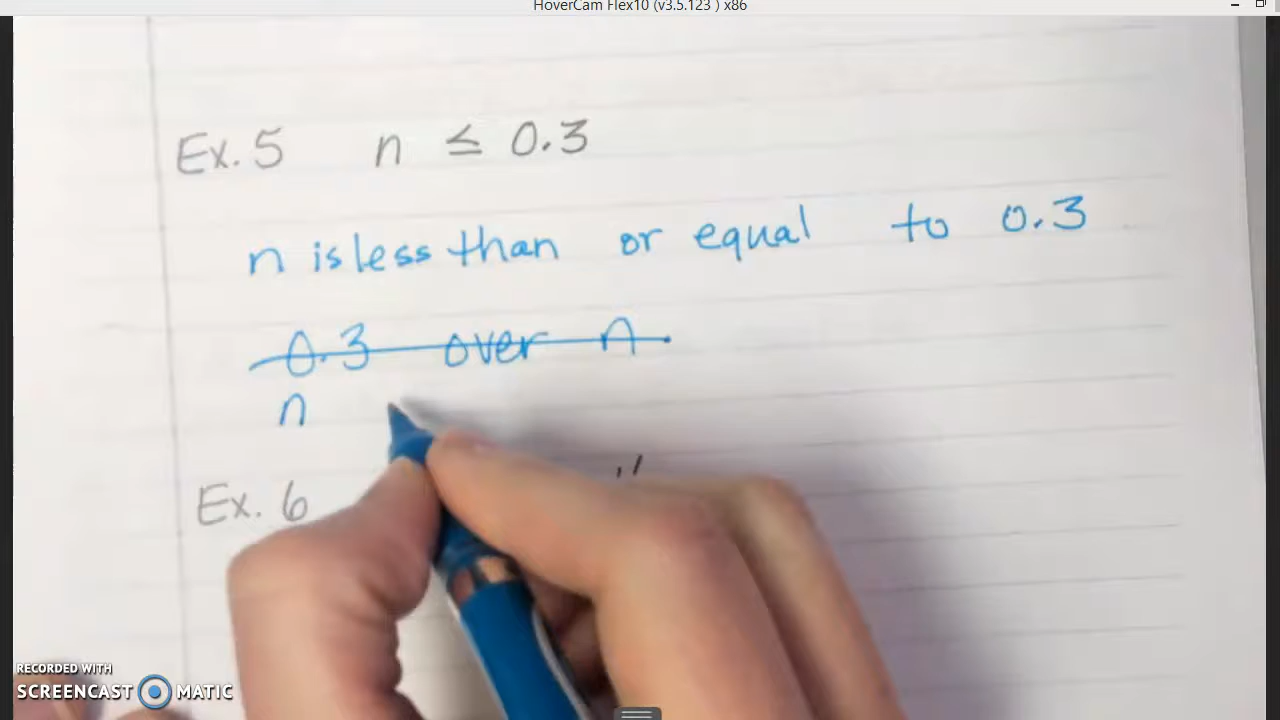 HoverCam Flex10 (v3.5.123 ) x86
Ex. 5 n ≤ 0.3
n is less than or equal to 0.3
0.3 over n
n
Ex. 6
RECORDED WITH
SCREENCAST MATIC